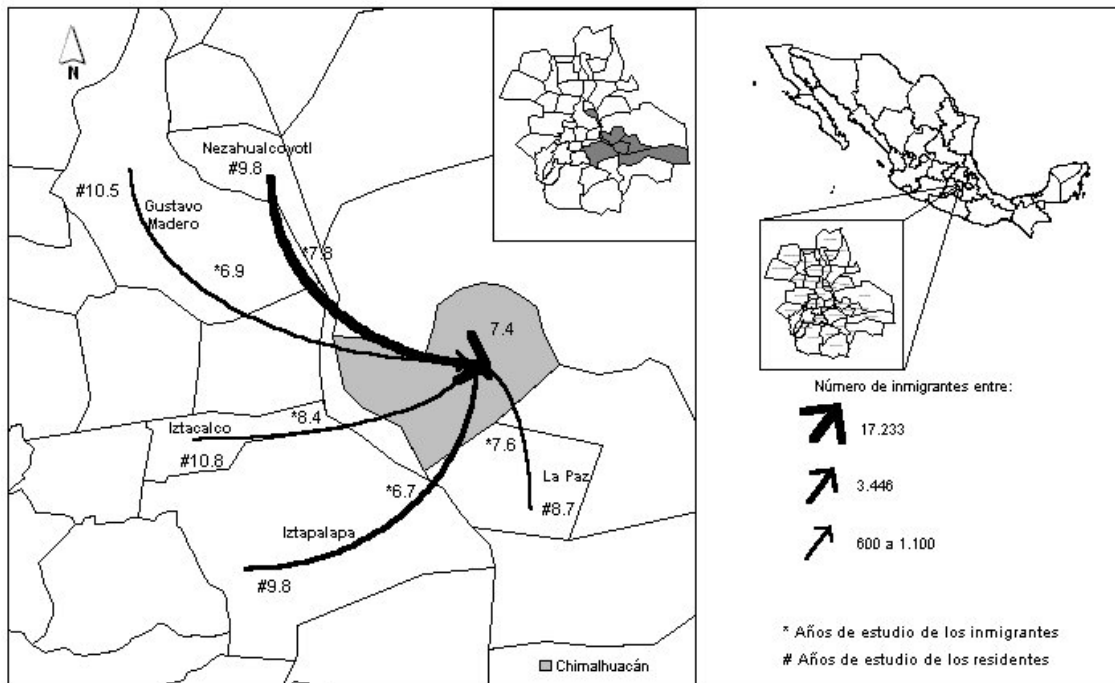 N
Nezahualcoyotl
#9.8
#10.5
Gustavo
Madero
*7.8
*6.9
7.4
Iztacalco
*8.4
#10.8
*7.6
*6.7
La Paz
#8.7
Iztapalapa
#9.8
Chimalhuacán
Número de inmigrantes entre:
17.233
3.446
600 a 1.100
* Años de estudio de los inmigrantes
# Años de estudio de los residentes